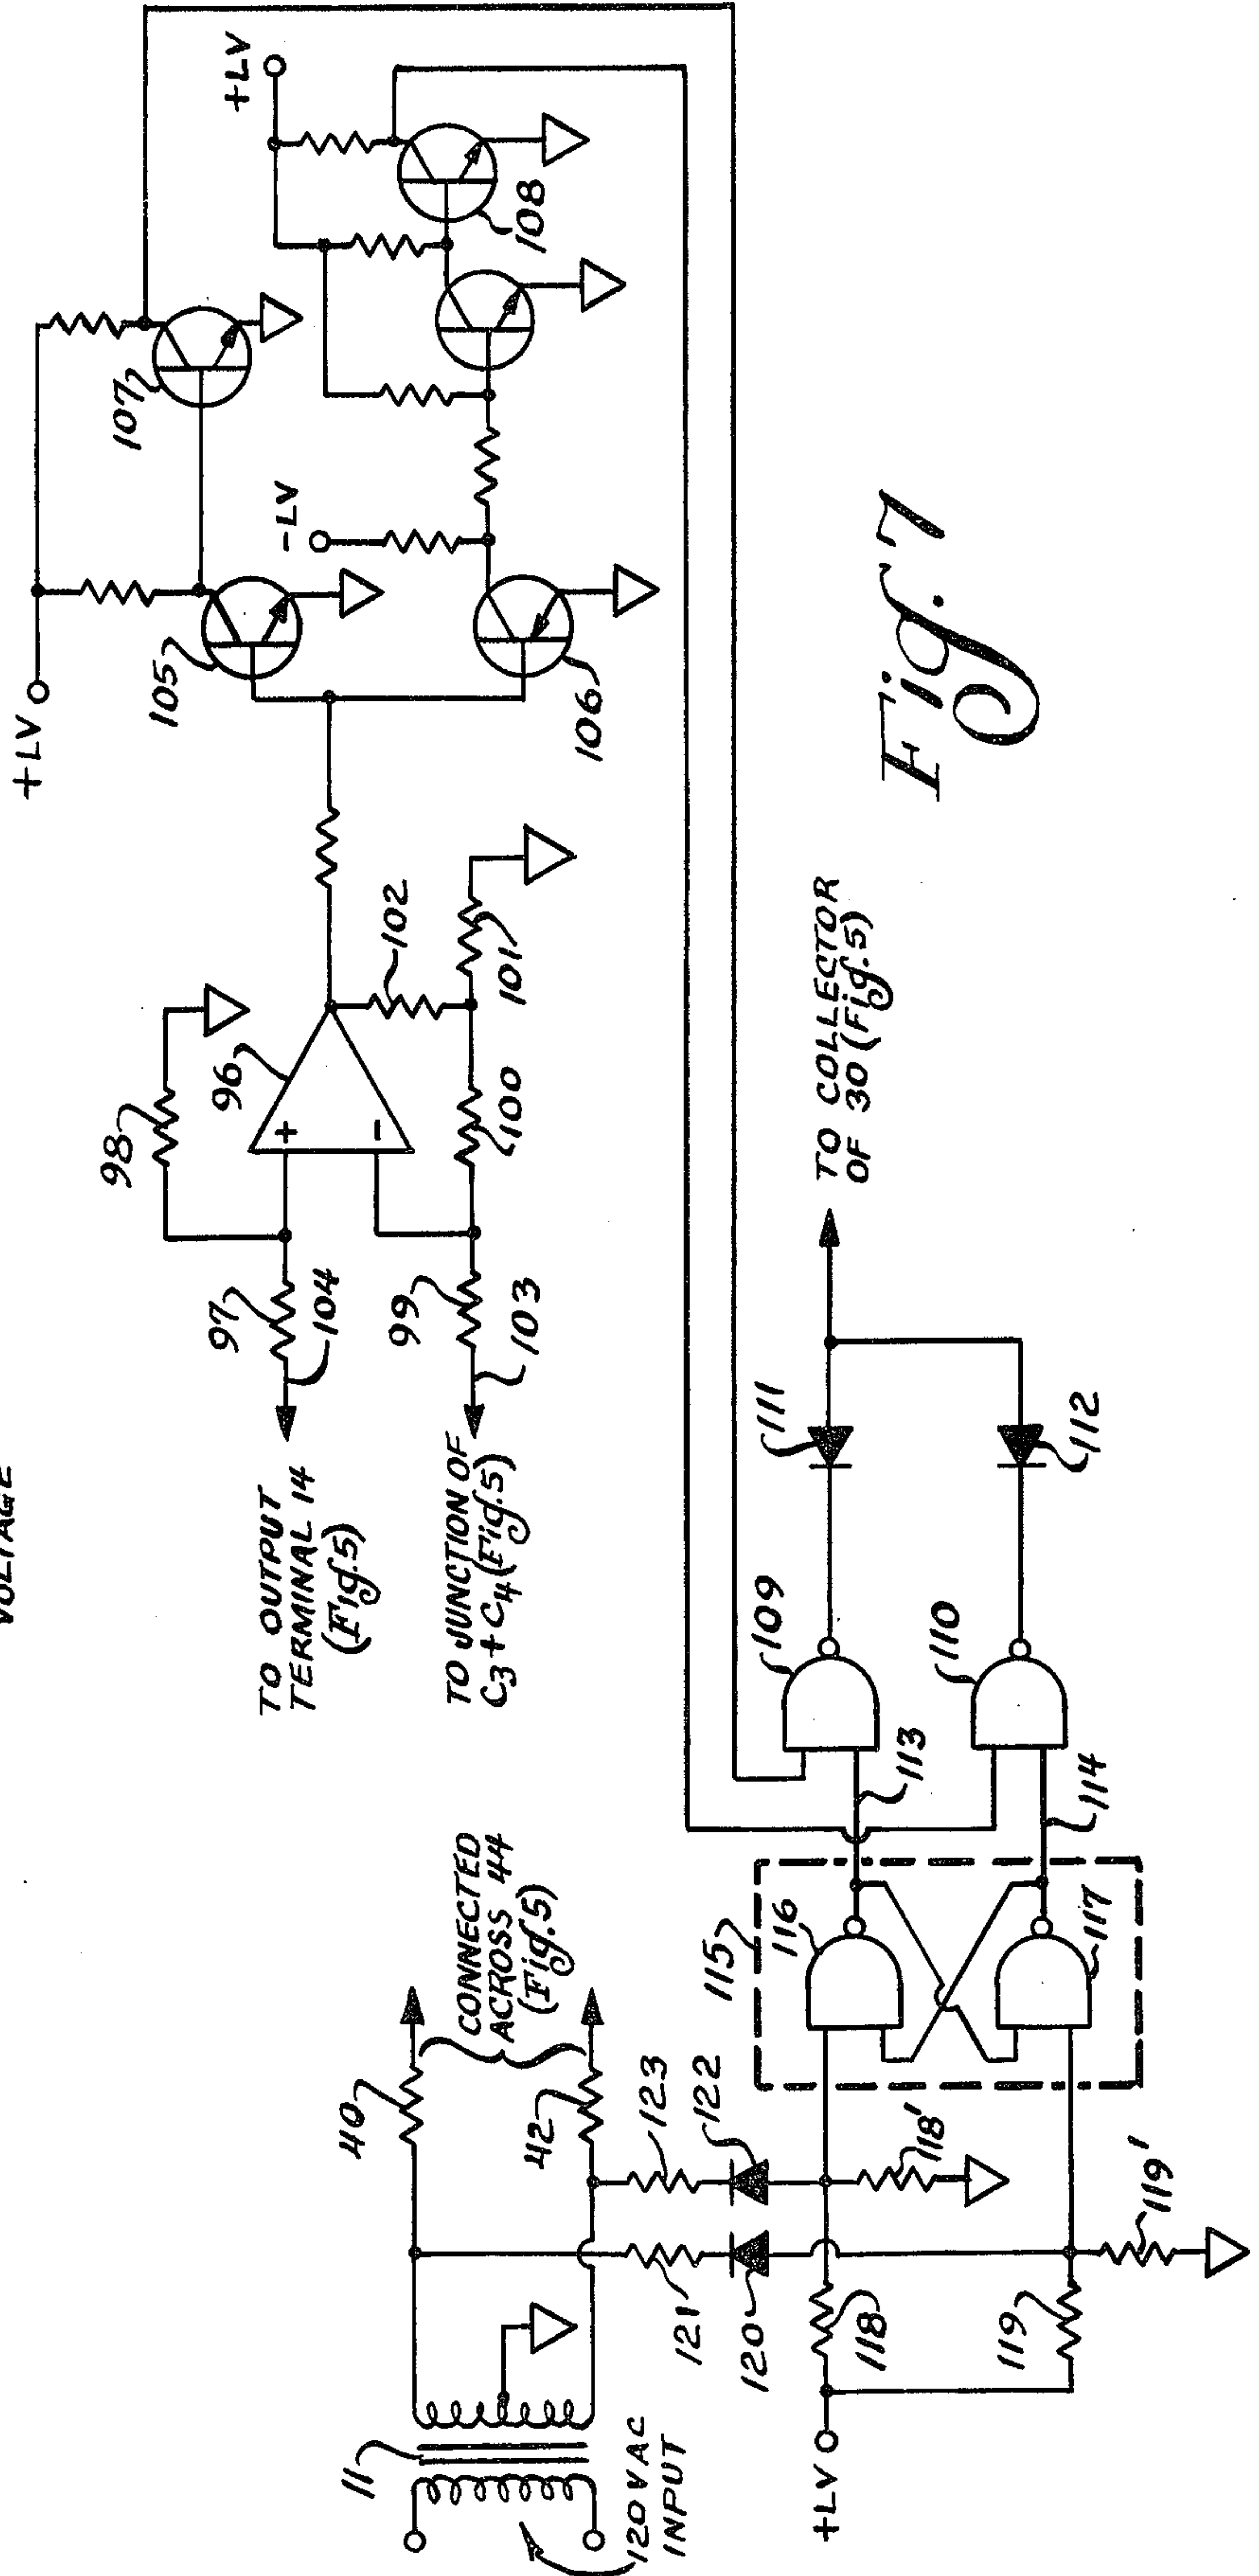 VOLTAGE
+LV
105
107
+LV
-LV
106
108
98
96
97
104
99
103
100
102
101
TO OUTPUT
TERMINAL 14
(Fig. 5)
TO JUNCTION OF
C3 + C4 (Fig. 5)
11
120 VAC
INPUT
40
42
CONNECTED
ACROSS 44
(Fig. 5)
121
120
123
122
118
118'
119
119'
+LV
115
116
117
113
114
109
110
111
112
TO COLLECTOR
OF 30 (Fig. 5)
Fig. 7